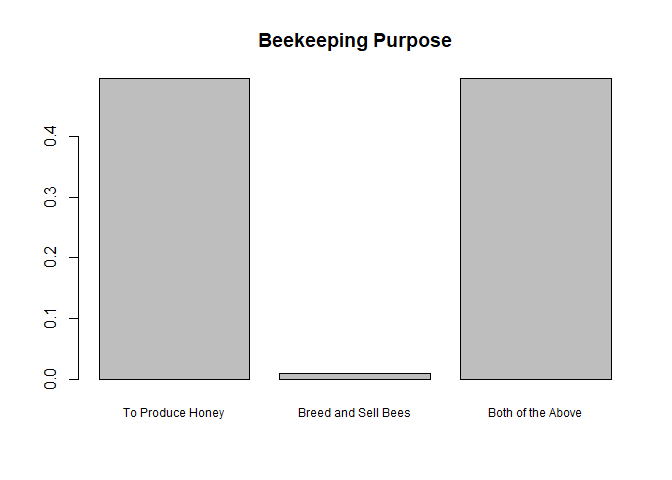 Beekeeping Purpose
0.4
0.3
0.2
0.1
0.0
To Produce Honey
Breed and Sell Bees
Both of the Above